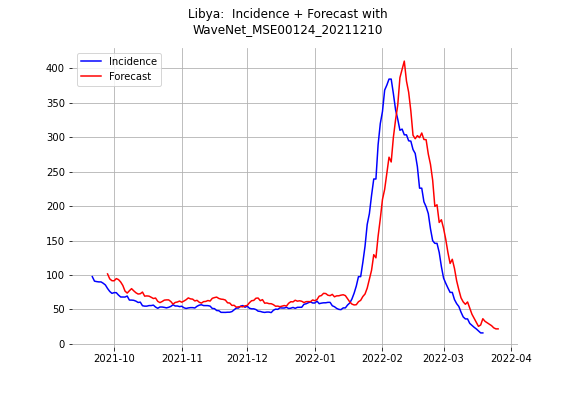 Libya:  Incidence + Forecast with
WaveNet_MSE00124_20211210
Incidence
Forecast
400
350
300
250
200
150
100
50
0
2021-10 2021-11 2021-12 2022-01 2022-02 2022-03 2022-04